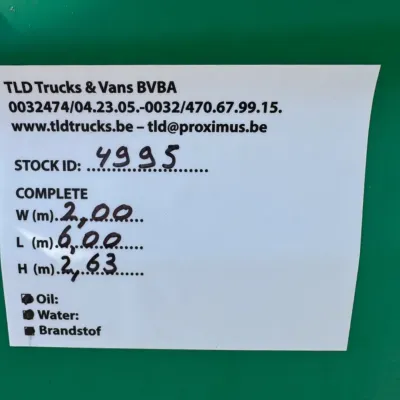 TLD Trucks & Vans BVBA
0032474/04.23.05.-0032/470.67.99.15.
www.tldtrucks.be – tld@proximus.be
STOCK ID: 4995
COMPLETE
W (m). 2,00
L (m). 6,00
H (m). 2,63
Oil:
Water:
Brandstof